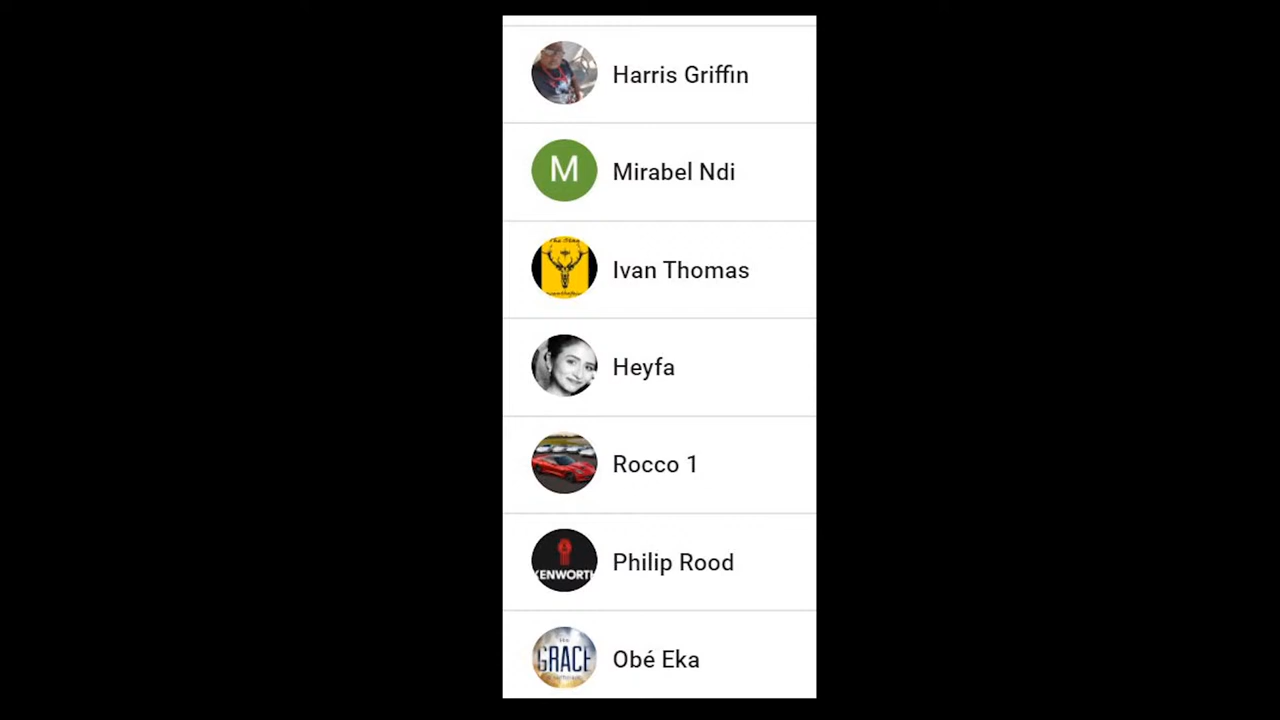 Harris Griffin
M
Mirabel Ndi
Ivan Thomas
Heyfa
Rocco 1
KENWORTH
Philip Rood
GRACE
Obé Eka